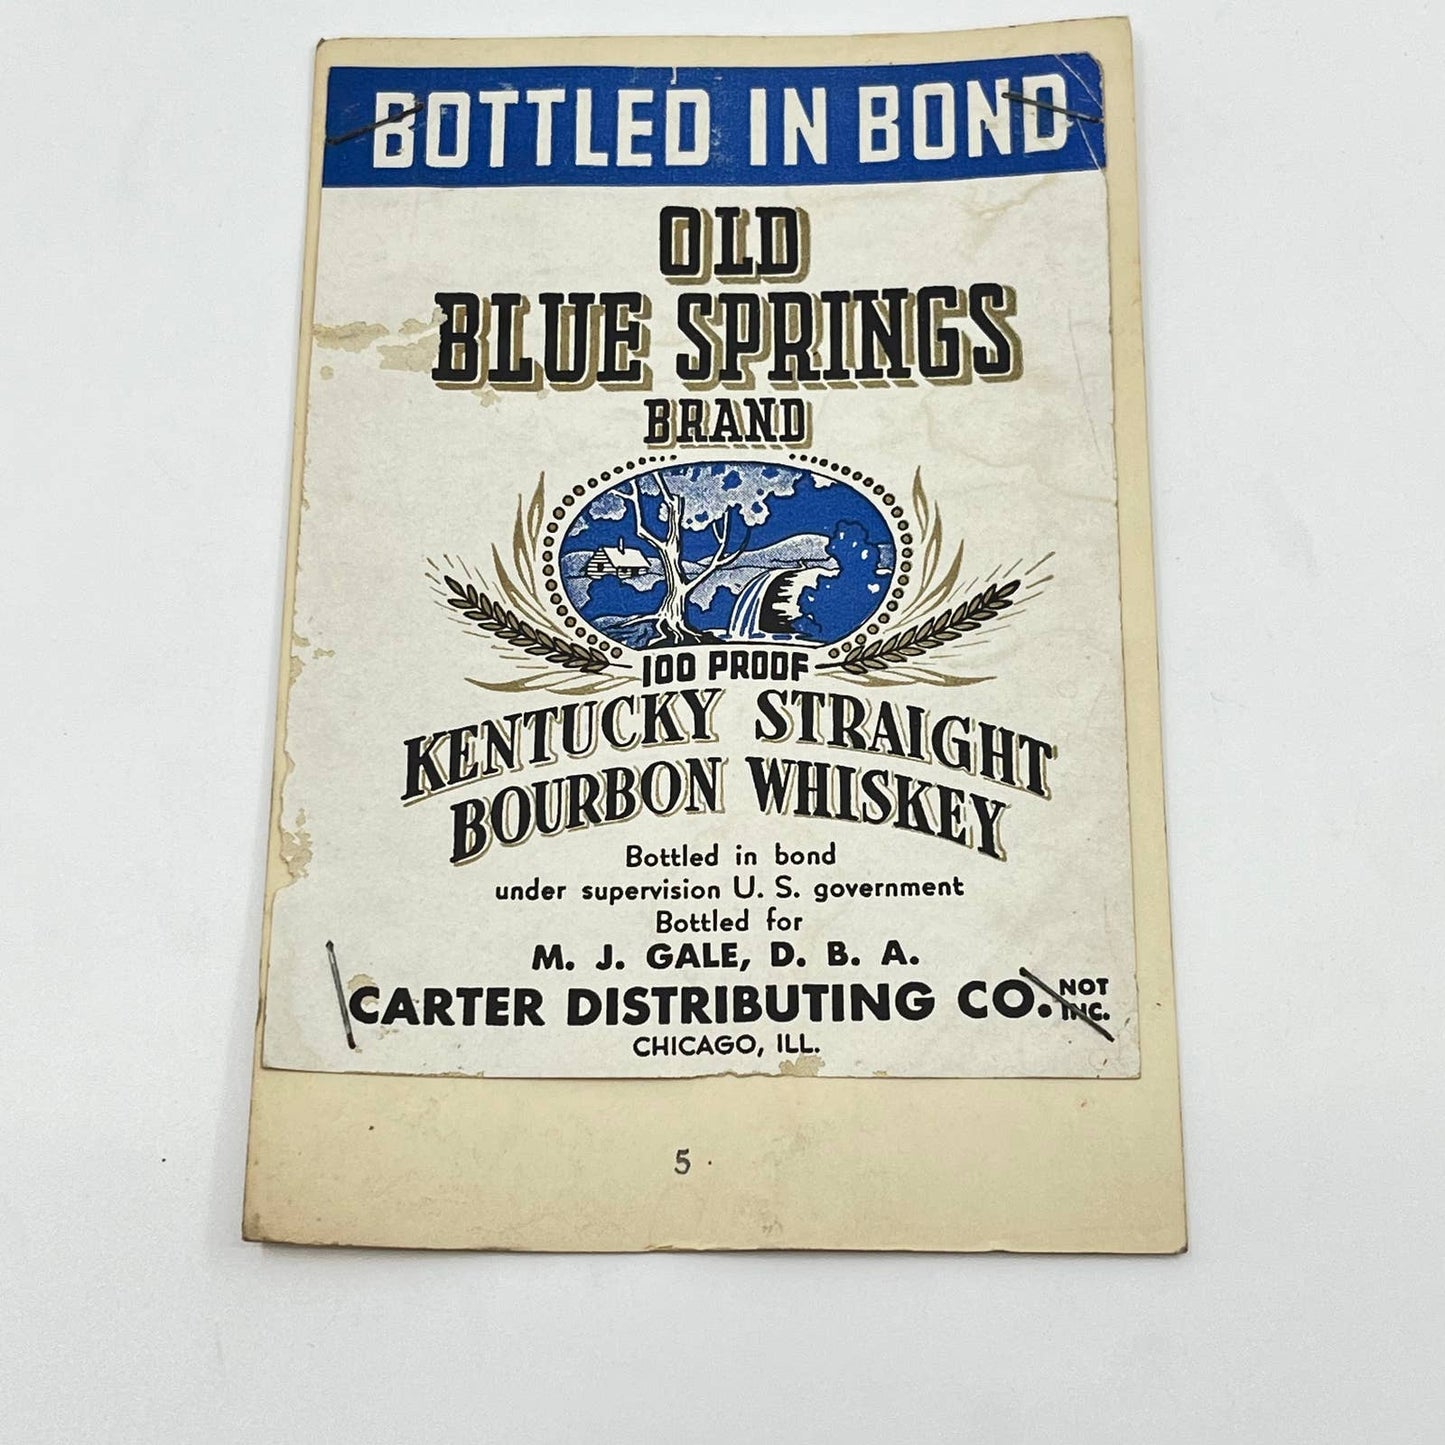 BOTTLED IN BOND
OLD
BLUE SPRINGS
BRAND
100 PROOF
KENTUCKY STRAIGHT
BOURBON WHISKEY
Bottled in bond
under supervision U. S. government
Bottled for
M. J. GALE, D. B. A.
CARTER DISTRIBUTING CO. NOT INC.
CHICAGO, ILL.
5